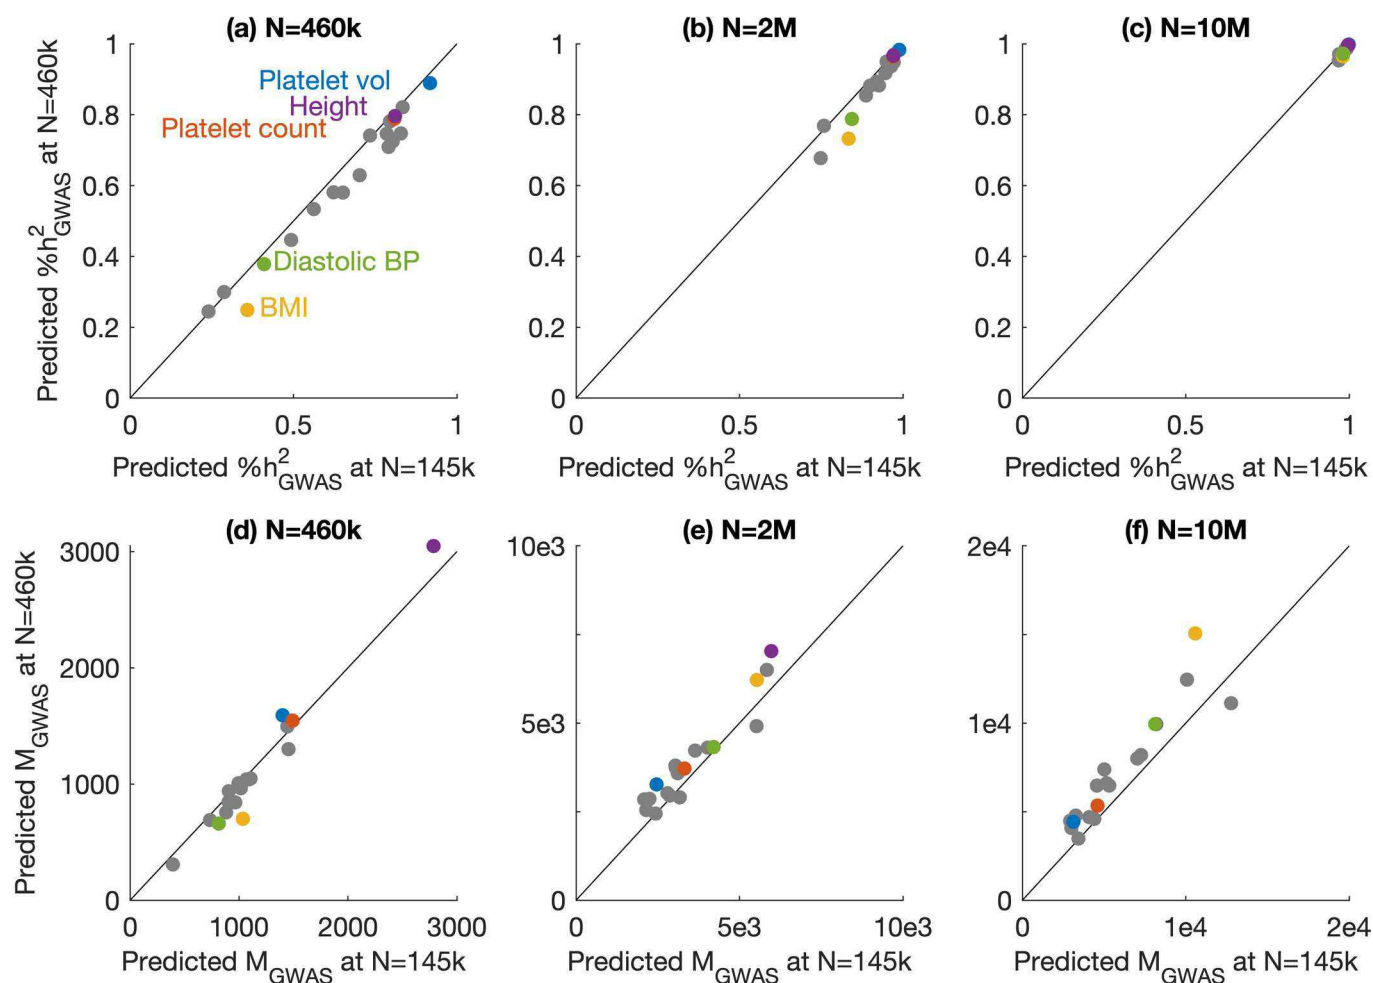 (a) N=460k
(b) N=2M
(c) N=10M
Predicted %h²GWAS at N=460k
1
0.8
0.6
0.4
0.2
0
Platelet vol
Height
Platelet count
Diastolic BP
BMI
0
0.5
1
Predicted %h²GWAS at N=145k
1
0.8
0.6
0.4
0.2
0
0
0.5
1
Predicted %h²GWAS at N=145k
1
0.8
0.6
0.4
0.2
0
0
0.5
1
Predicted %h²GWAS at N=145k
(d) N=460k
(e) N=2M
(f) N=10M
Predicted MGWAS at N=460k
3000
2000
1000
0
0
1000
2000
3000
Predicted MGWAS at N=145k
10e3
5e3
0
0
5e3
10e3
Predicted MGWAS at N=145k
2e4
1e4
0
0
1e4
2e4
Predicted MGWAS at N=145k